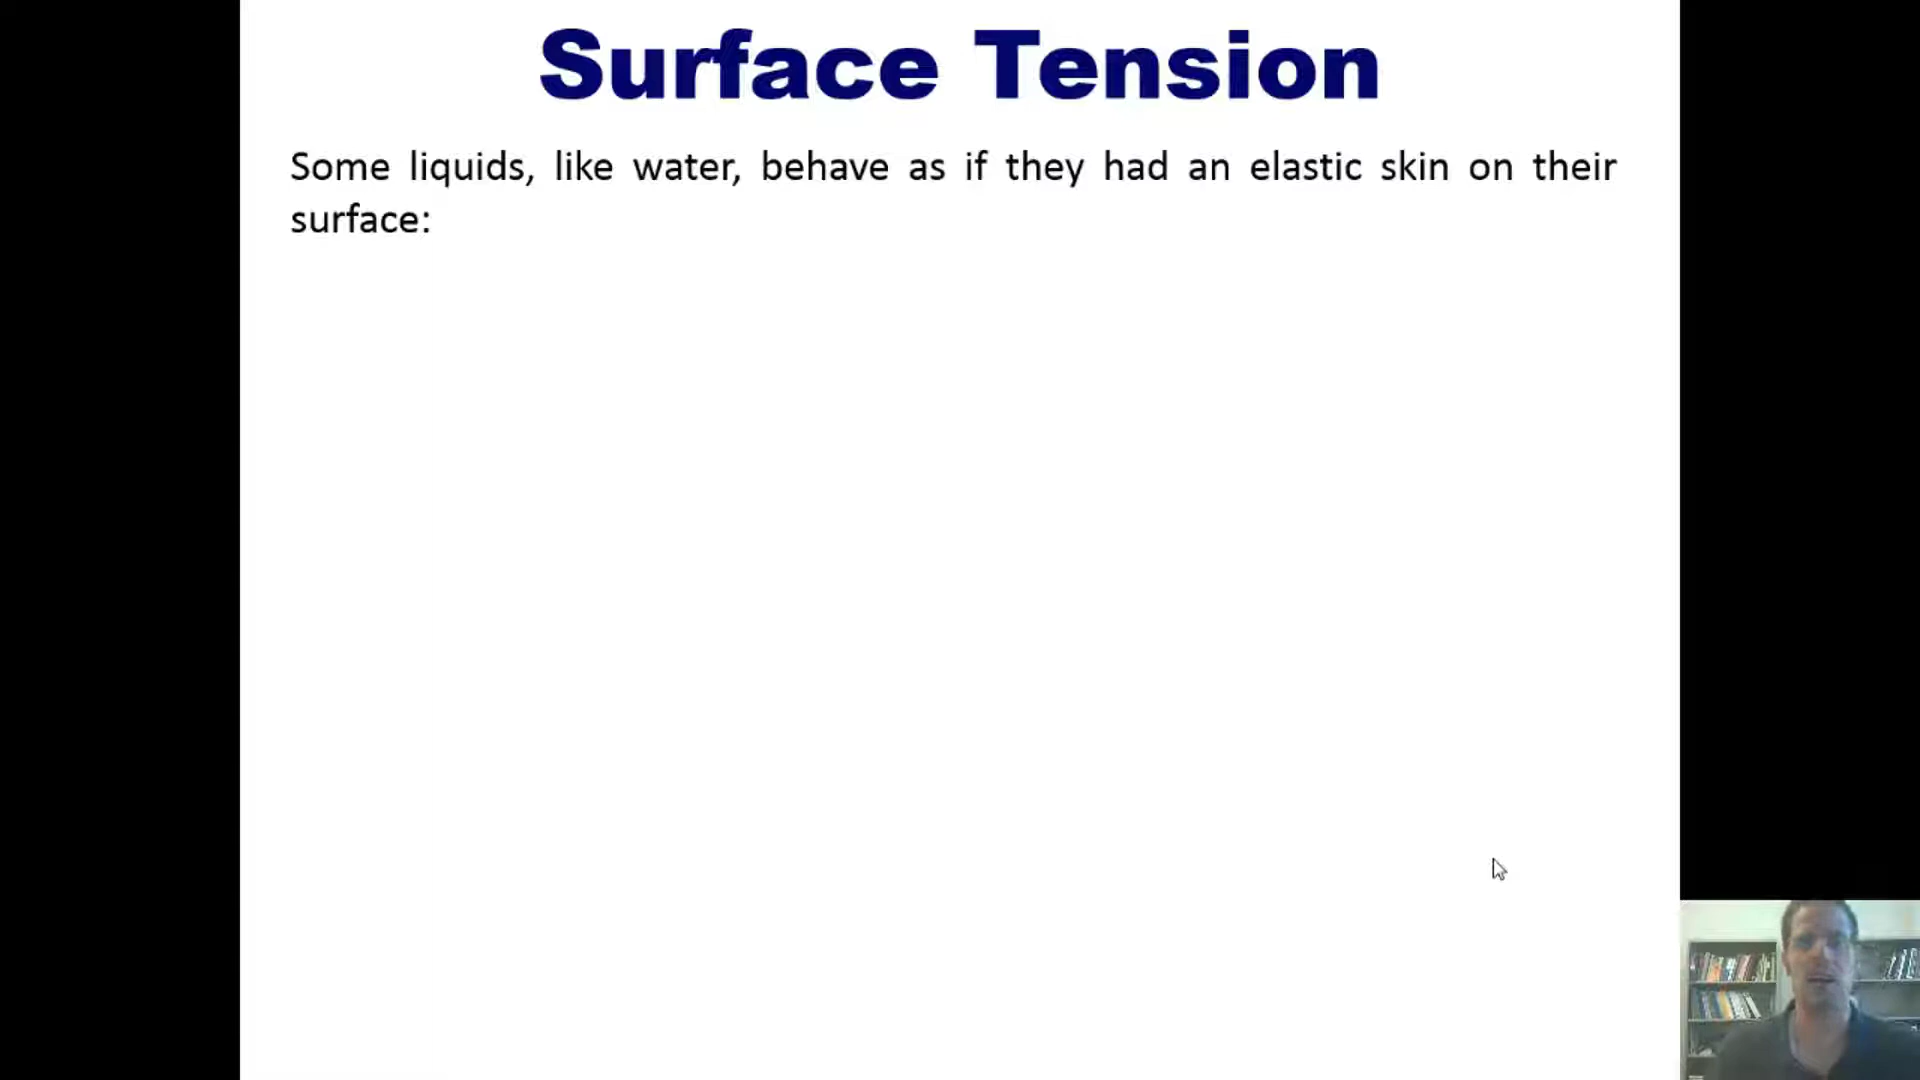 Surface Tension
Some liquids, like water, behave as if they had an elastic skin on their
surface: